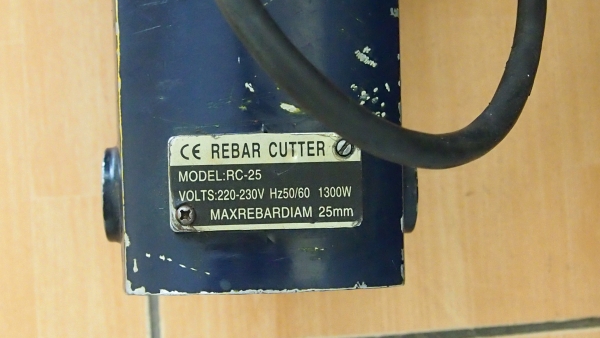 CE REBAR CUTTER
MODEL:RC-25
VOLTS:220-230V Hz50/60 1300W
MAXREBARDIAM 25mm